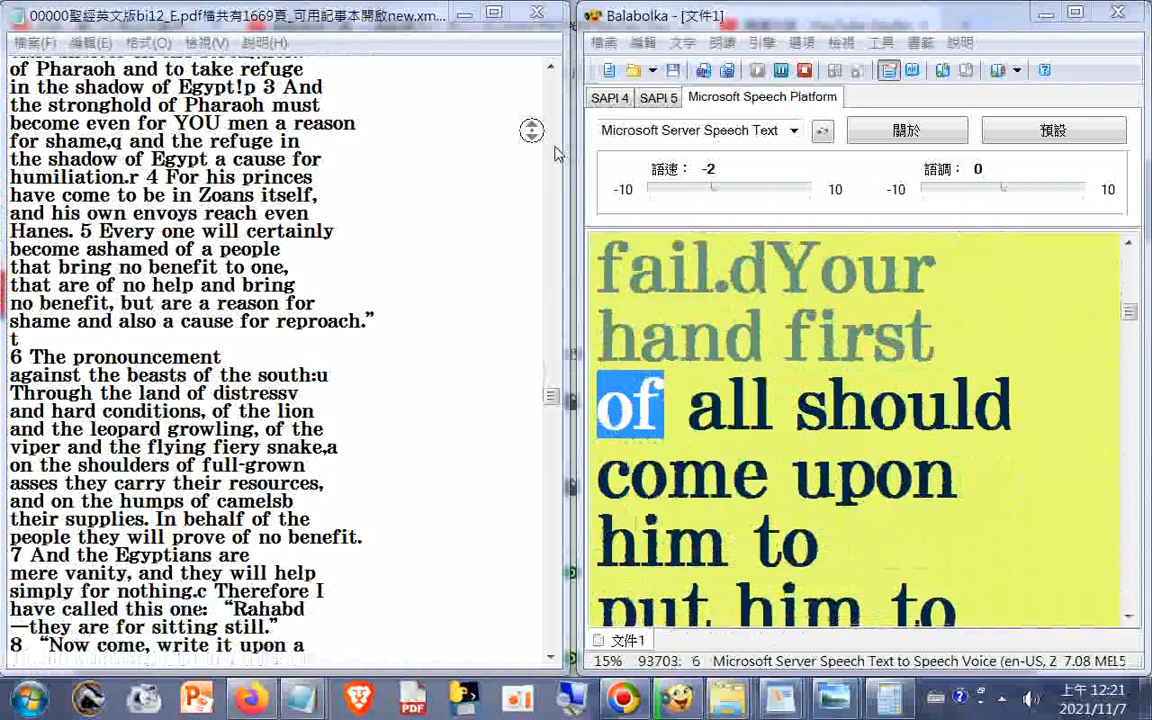 00000聖經英文版bi12_E.pdf檔共有1669頁_可用記事本開啟new.xm...
檔案(F) 編輯(E) 格式(O) 檢視(V) 說明(H)
of Pharaoh and to take refuge
in the shadow of Egypt!p 3 And
the stronghold of Pharaoh must
become even for YOU men a reason
for shame,q and the refuge in
the shadow of Egypt a cause for
humiliation.r 4 For his princes
have come to be in Zoans itself,
and his own envoys reach even
Hanes. 5 Every one will certainly
become ashamed of a people
that bring no benefit to one,
that are of no help and bring
no benefit, but are a reason for
shame and also a cause for reproach.”
t
6 The pronouncement
against the beasts of the south:u
Through the land of distressv
and hard conditions, of the lion
and the leopard growling, of the
viper and the flying fiery snake,a
on the shoulders of full-grown
asses they carry their resources,
and on the humps of camelsb
their supplies. In behalf of the
people they will prove of no benefit.
7 And the Egyptians are
mere vanity, and they will help
simply for nothing.c Therefore I
have called this one: “Rahabd
—they are for sitting still.”
8 “Now come, write it upon a
Balabolka - [文件1]
檔案 編輯 文字 朗讀 引擎 選項 檢視 工具 書籤 說明
SAPI 4 SAPI 5 Microsoft Speech Platform
Microsoft Server Speech Text 關於 預設
語速: -2 語調: 0
-10 10 -10 10
fail.dYour
hand first
of all should
come upon
him to
put him to
文件1
15% 93703: 6 Microsoft Server Speech Text to Speech Voice (en-US, Z 7.08 ME15
PDF
上午 12:21
2021/11/7